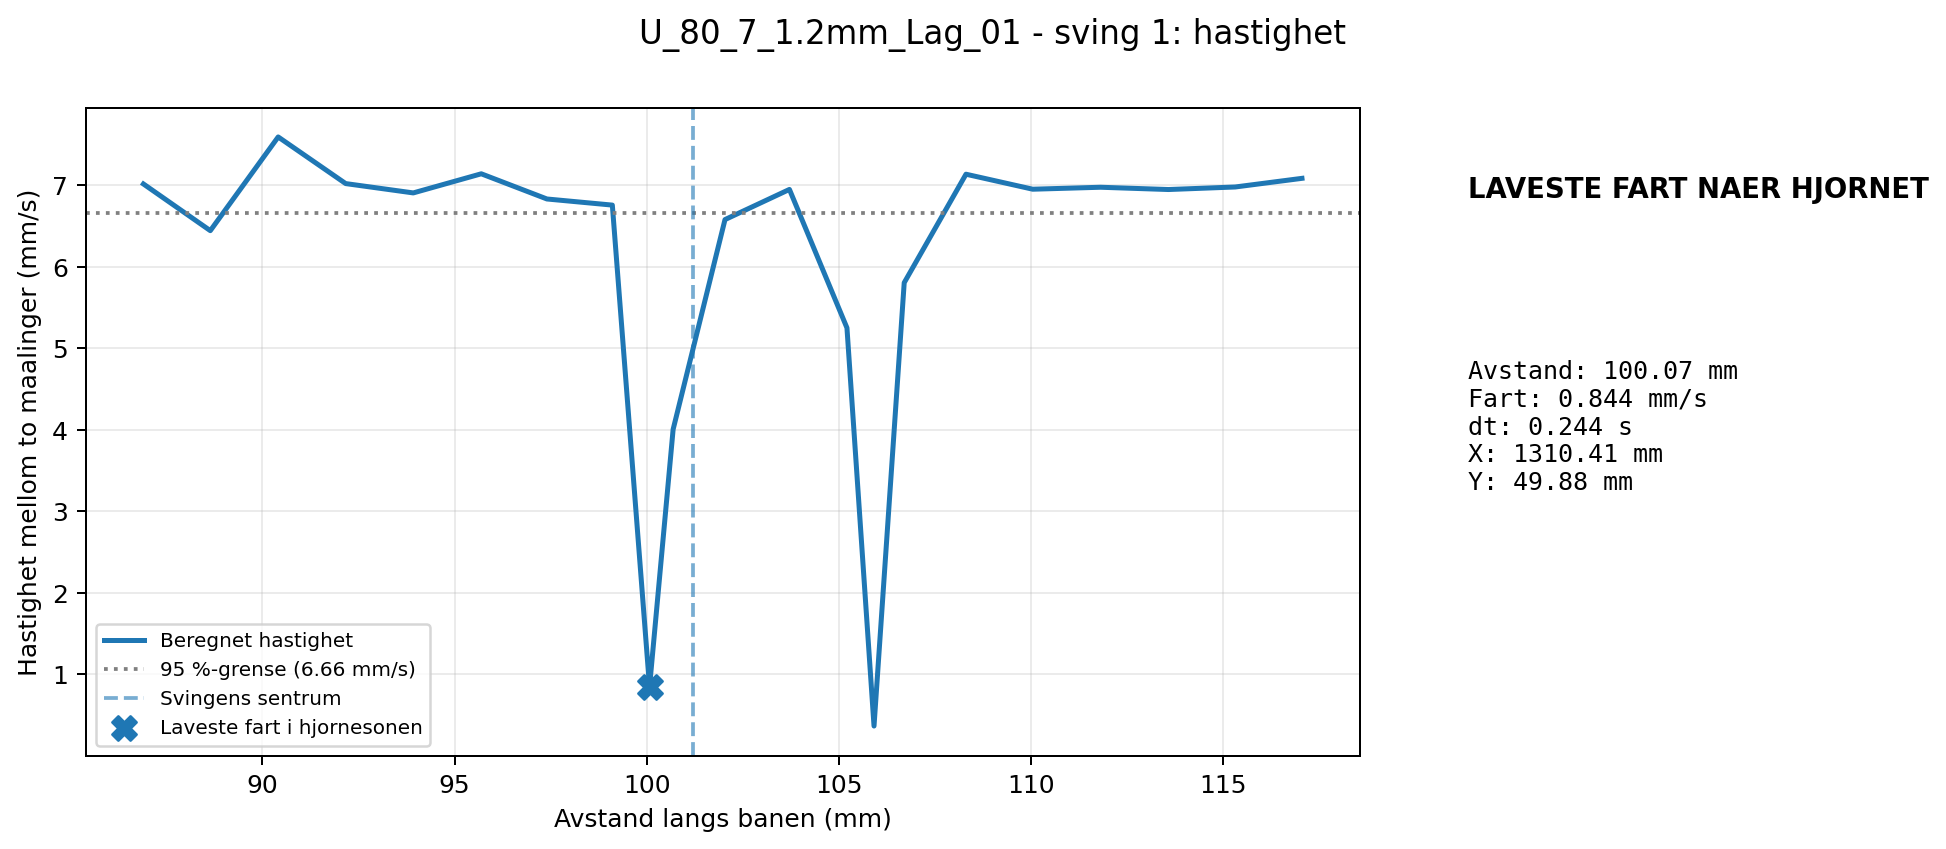 U_80_7_1.2mm_Lag_01 - sving 1: hastighet
Hastighet mellom to maalinger (mm/s)
7
6
5
4
3
2
1
Beregnet hastighet
95 %-grense (6.66 mm/s)
Svingens sentrum
Laveste fart i hjornesonen
90
95
100
105
110
115
Avstand langs banen (mm)
LAVESTE FART NAER HJORNET
Avstand: 100.07 mm
Fart: 0.844 mm/s
dt: 0.244 s
X: 1310.41 mm
Y: 49.88 mm